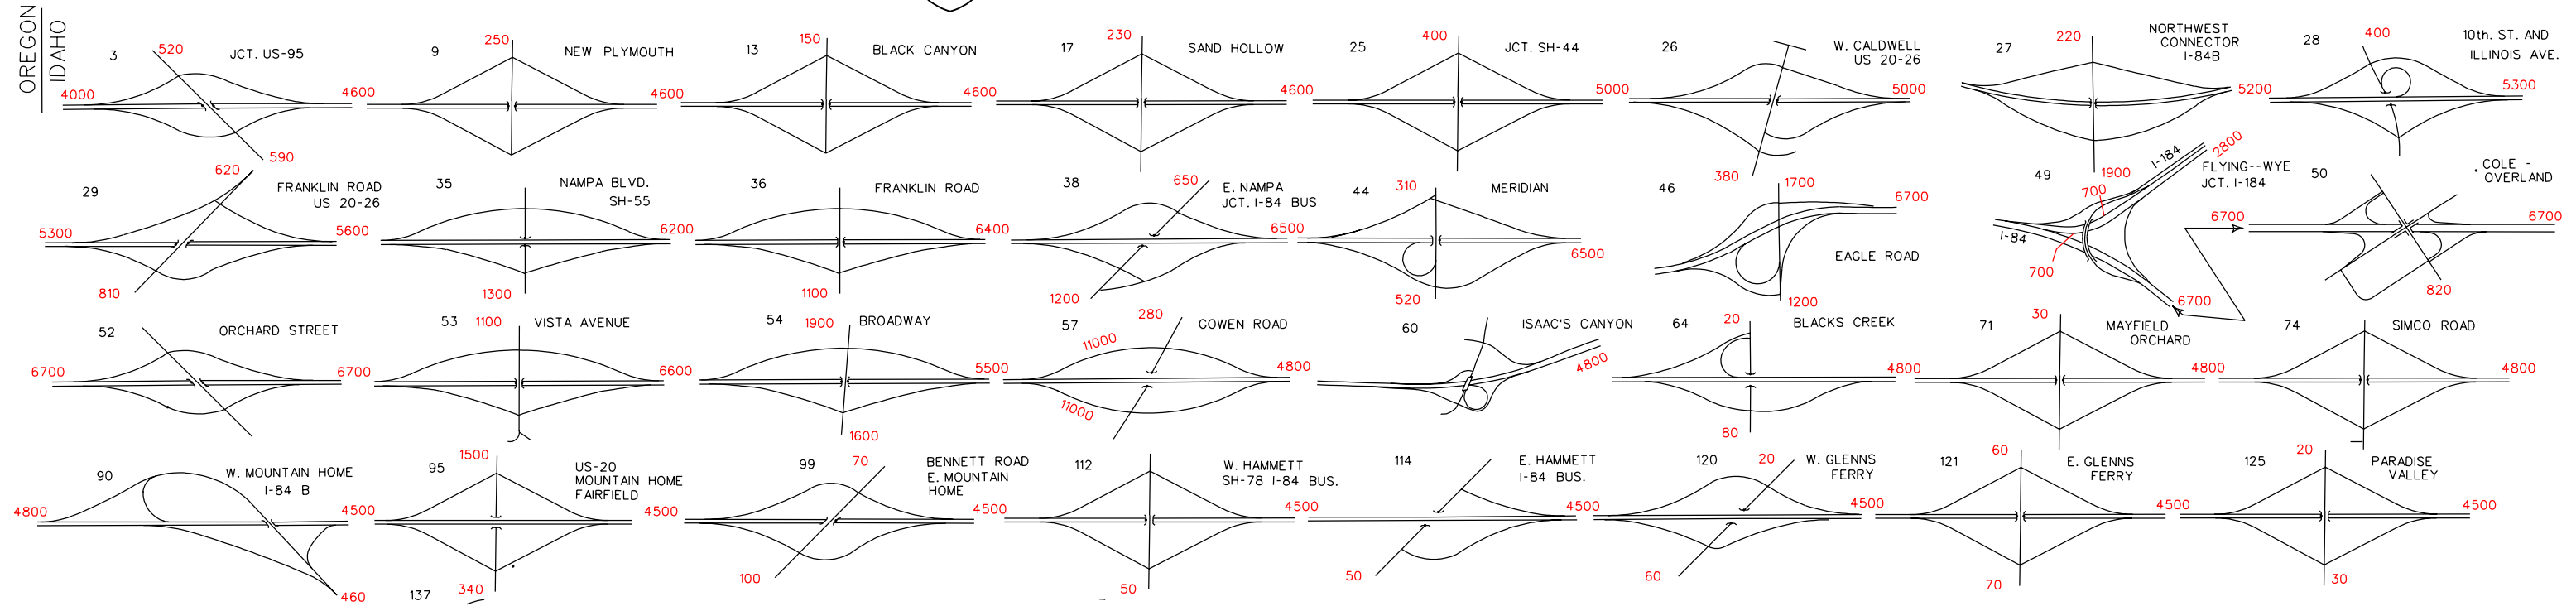 OREGON
IDAHO
3
520
JCT. US-95
4000
4600
590
9
250
NEW PLYMOUTH
4600
13
150
BLACK CANYON
4600
17
230
SAND HOLLOW
4600
25
400
JCT. SH-44
5000
26
W. CALDWELL
US 20-26
5000
380
27
220
NORTHWEST
CONNECTOR
I-84B
5200
28
400
10th. ST. AND
ILLINOIS AVE.
5300
29
620
FRANKLIN ROAD
US 20-26
5300
5600
810
35
NAMPA BLVD.
SH-55
6200
1300
36
FRANKLIN ROAD
6400
1100
38
650
E. NAMPA
JCT. I-84 BUS
6500
1200
44
310
MERIDIAN
6500
520
46
1700
6700
EAGLE ROAD
1200
49
1900
700
I-184
2800
FLYING--WYE
JCT. I-184
I-84
700
6700
50
COLE -
OVERLAND
6700
6700
820
52
ORCHARD STREET
6700
6700
53
1100
VISTA AVENUE
6600
54
1900
BROADWAY
5500
1600
57
280
GOWEN ROAD
11000
4800
11000
60
ISAAC'S CANYON
4800
64
20
BLACKS CREEK
4800
80
71
30
MAYFIELD
ORCHARD
4800
74
SIMCO ROAD
4800
90
W. MOUNTAIN HOME
I-84 B
4800
4500
460
95
1500
US-20
MOUNTAIN HOME
FAIRFIELD
4500
340
99
70
BENNETT ROAD
E. MOUNTAIN
HOME
4500
100
112
W. HAMMETT
SH-78 I-84 BUS.
4500
50
114
E. HAMMETT
I-84 BUS.
4500
50
120
20
W. GLENNS
FERRY
4500
60
121
60
E. GLENNS
FERRY
4500
70
125
20
PARADISE
VALLEY
4500
30
137